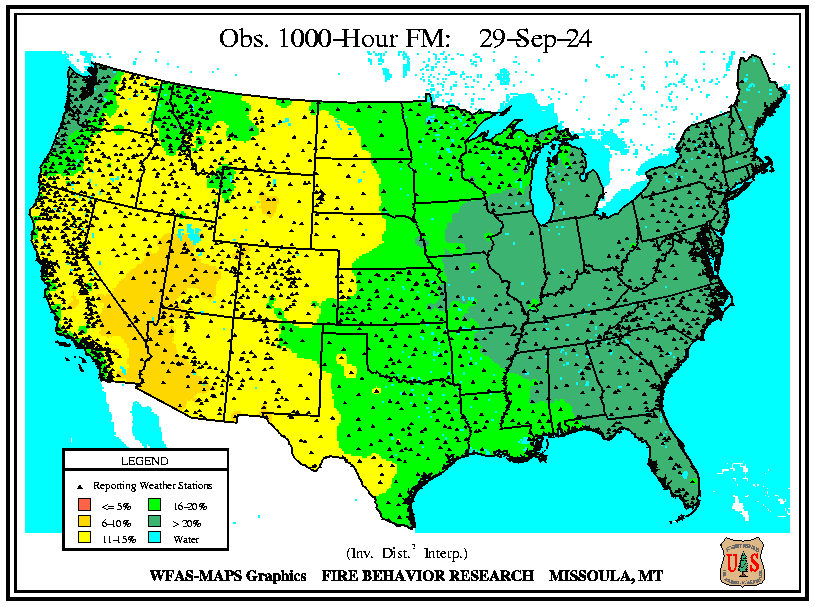 Obs. 1000-Hour FM: 29-Sep-24
LEGEND
Reporting Weather Stations
<= 5% 16-20%
6-10% > 20%
11-15% Water
(Inv. Dist.² Interp.)
WFAS-MAPS Graphics FIRE BEHAVIOR RESEARCH MISSOULA, MT
U S